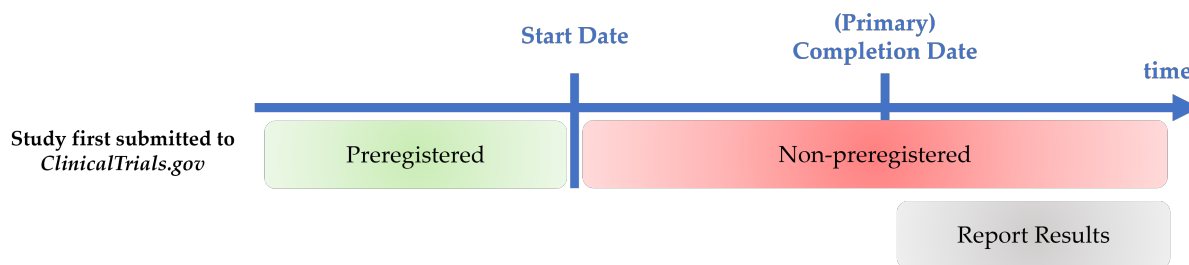 Start Date
(Primary)
Completion Date
time
Study first submitted to
ClinicalTrials.gov
Preregistered
Non-preregistered
Report Results